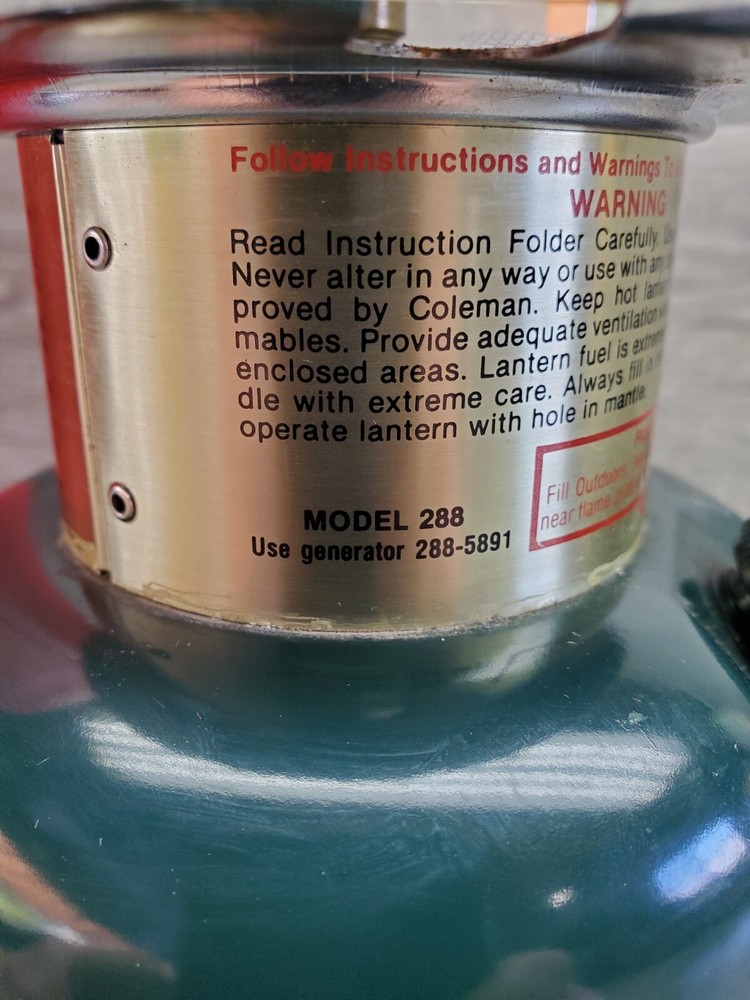 Follow Instructions and Warnings To
WARNING
Read Instruction Folder Carefully.
Never alter in any way or use with any
proved by Coleman. Keep hot
mables. Provide adequate ventilation
enclosed areas. Lantern fuel is
dle with extreme care. Always fill
operate lantern with hole in mantle.
Fill Outdoors,
near flame
MODEL 288
Use generator 288-5891